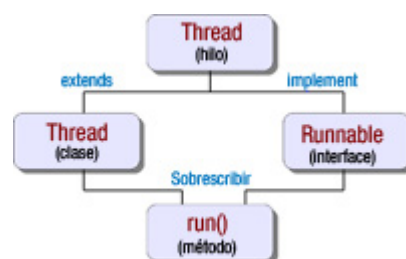 Thread
(hilo)
extends
implement
Thread
(clase)
Runnable
(interface)
Sobrescribir
run()
(método)